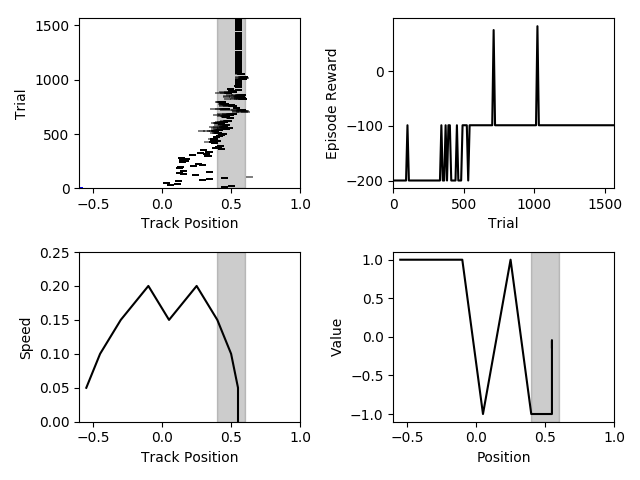 1500
1000
500
0
Trial
−0.5 0.0 0.5 1.0
Track Position
0
−100
−200
Episode Reward
0 500 1000 1500
Trial
0.25
0.20
0.15
0.10
0.05
0.00
Speed
−0.5 0.0 0.5 1.0
Track Position
1.0
0.5
0.0
−0.5
−1.0
Value
−0.5 0.0 0.5 1.0
Position